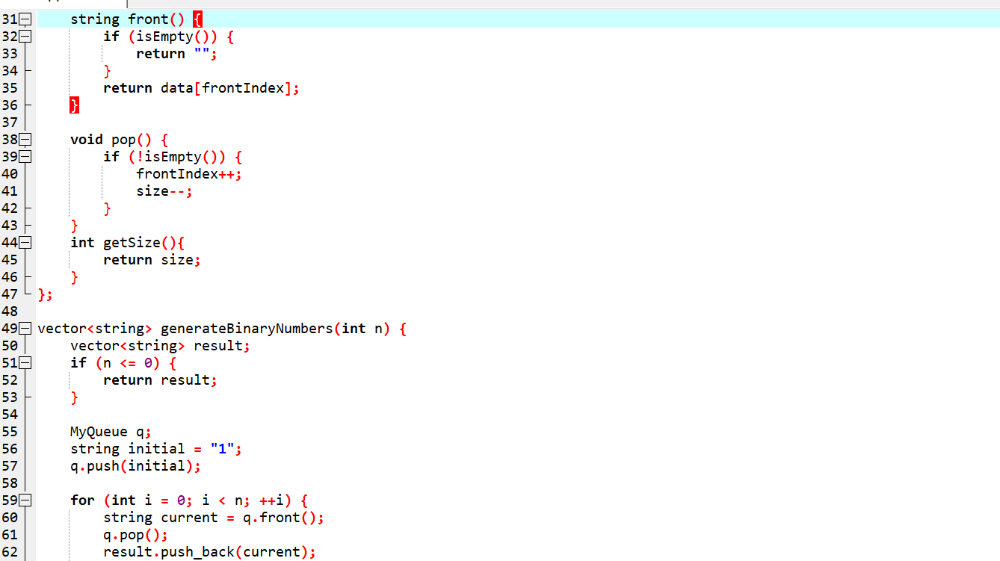 31 string front() {
32 if (isEmpty()) {
33 return "";
34 }
35 return data[frontIndex];
36 }
37
38 void pop() {
39 if (!isEmpty()) {
40 frontIndex++;
41 size--;
42 }
43 }
44 int getSize(){
45 return size;
46 }
47 };
48
49 vector<string> generateBinaryNumbers(int n) {
50 vector<string> result;
51 if (n <= 0) {
52 return result;
53 }
54
55 MyQueue q;
56 string initial = "1";
57 q.push(initial);
58
59 for (int i = 0; i < n; ++i) {
60 string current = q.front();
61 q.pop();
62 result.push_back(current);